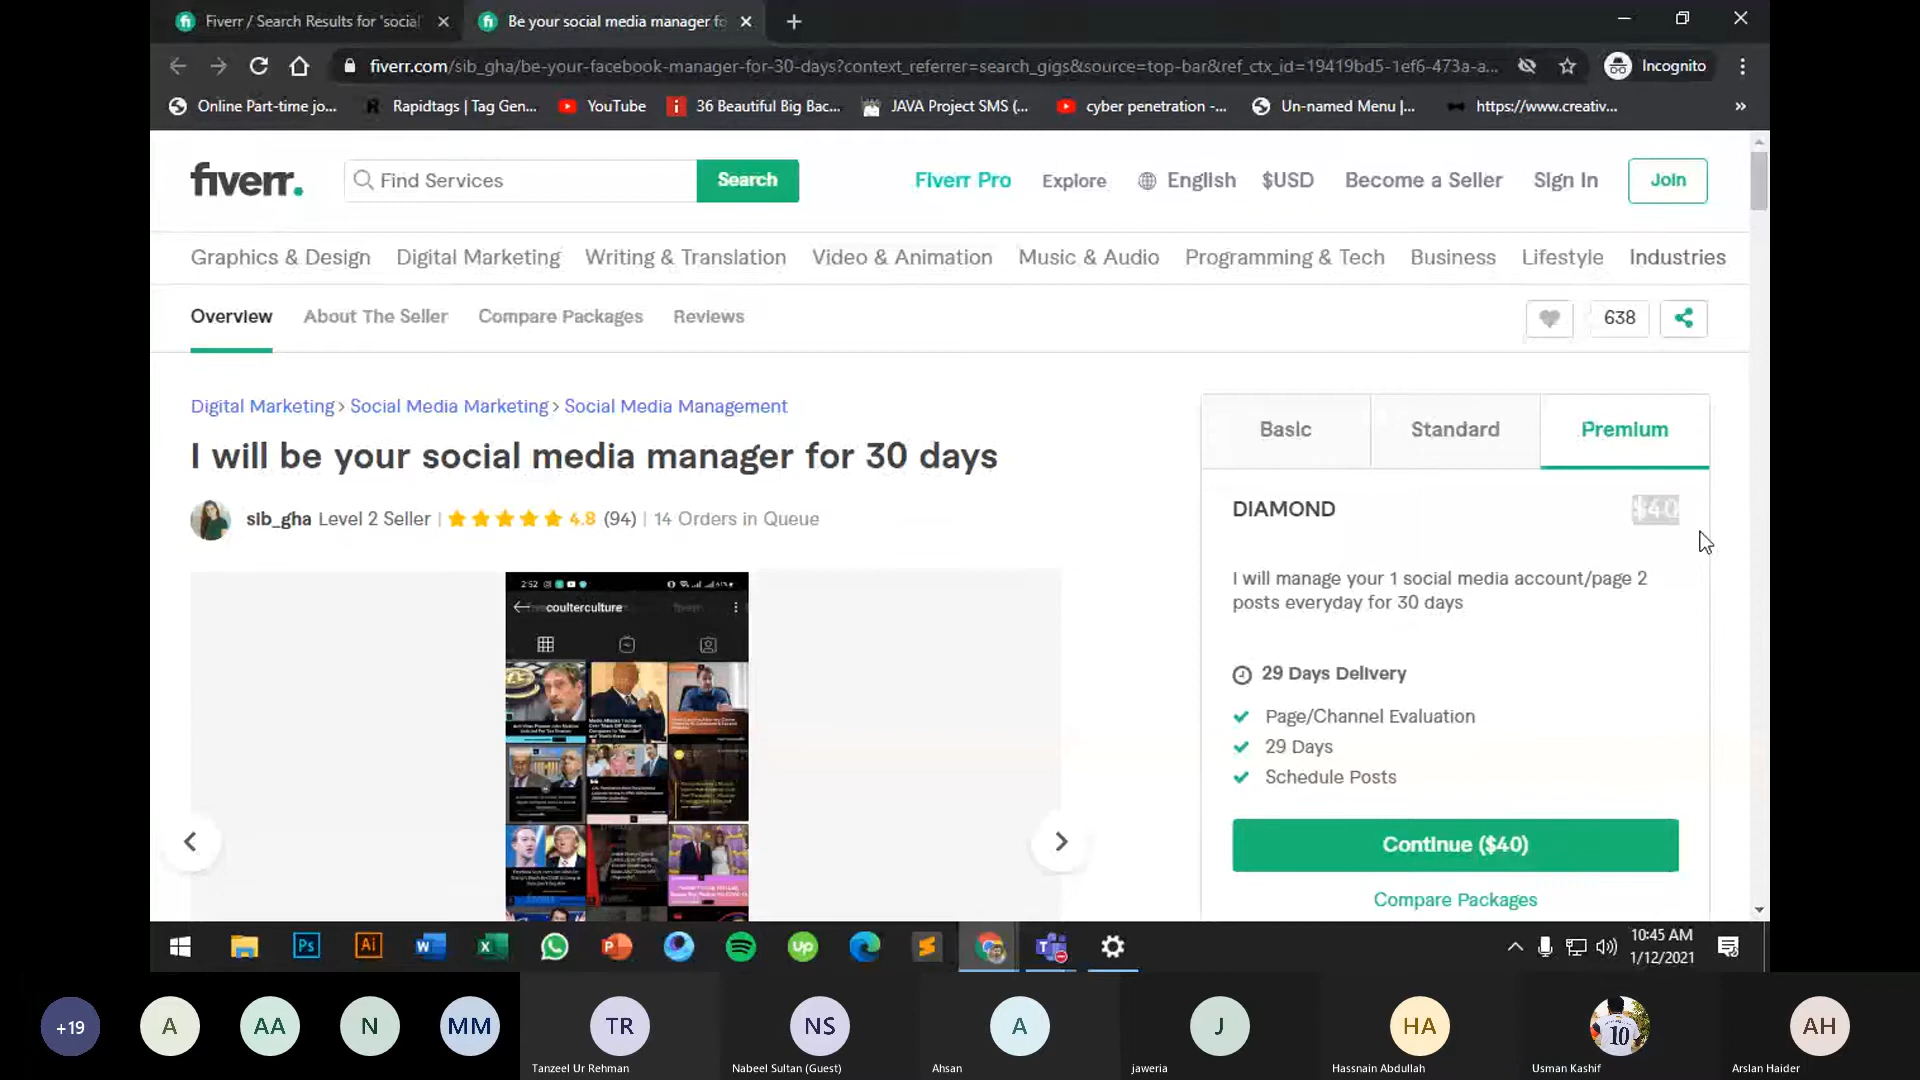 Fiverr / Search Results for 'social
Be your social media manager fo
fiverr.com/sib_gha/be-your-facebook-manager-for-30-days?context_referrer=search_gigs&source=top-bar&ref_ctx_id=19419bd5-1ef6-473a-a...
Incognito
Online Part-time jo...
Rapidtags | Tag Gen...
YouTube
36 Beautiful Big Bac...
JAVA Project SMS (...
cyber penetration -...
Un-named Menu |...
https://www.creativ...
»
fiverr.
Find Services
Search
Fiverr Pro
Explore
English
$USD
Become a Seller
Sign In
Join
Graphics & Design
Digital Marketing
Writing & Translation
Video & Animation
Music & Audio
Programming & Tech
Business
Lifestyle
Industries
Overview
About The Seller
Compare Packages
Reviews
638
Digital Marketing > Social Media Marketing > Social Media Management
I will be your social media manager for 30 days
sib_gha Level 2 Seller | 4.8 (94) | 14 Orders in Queue
2:52
coulterculture
Basic
Standard
Premium
DIAMOND
$40
I will manage your 1 social media account/page 2
posts everyday for 30 days
29 Days Delivery
Page/Channel Evaluation
29 Days
Schedule Posts
Continue ($40)
Compare Packages
Ps
Ai
10:45 AM
1/12/2021
+19
A
AA
N
MM
TR
NS
A
J
HA
10
AH
Tanzeel Ur Rehman
Nabeel Sultan (Guest)
Ahsan
jaweria
Hassnain Abdullah
Usman Kashif
Arslan Haider